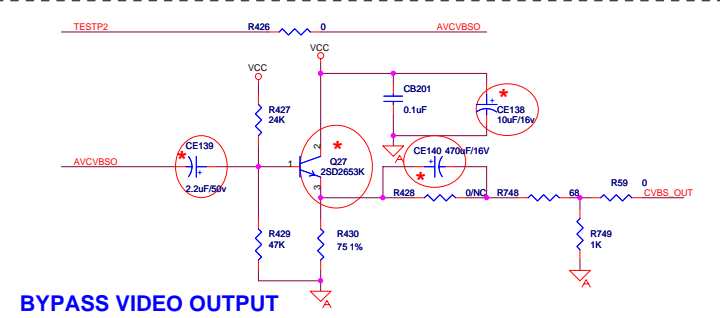 TESTP2 R426 0 AVCVBSO
VCC
VCC
CB201
0.1uF
*
CE138
10uF/16v
R427
24K
CE139
*
2.2uF/50v
AVCVBSO
1
2
3
*
Q27
2SD2653K
CE140 470uF/16V
*
A
R428 0/NC R748 68 R59 0 CVBS_OUT
R429
47K
R430
75 1%
R749
1K
A
A
BYPASS VIDEO OUTPUT